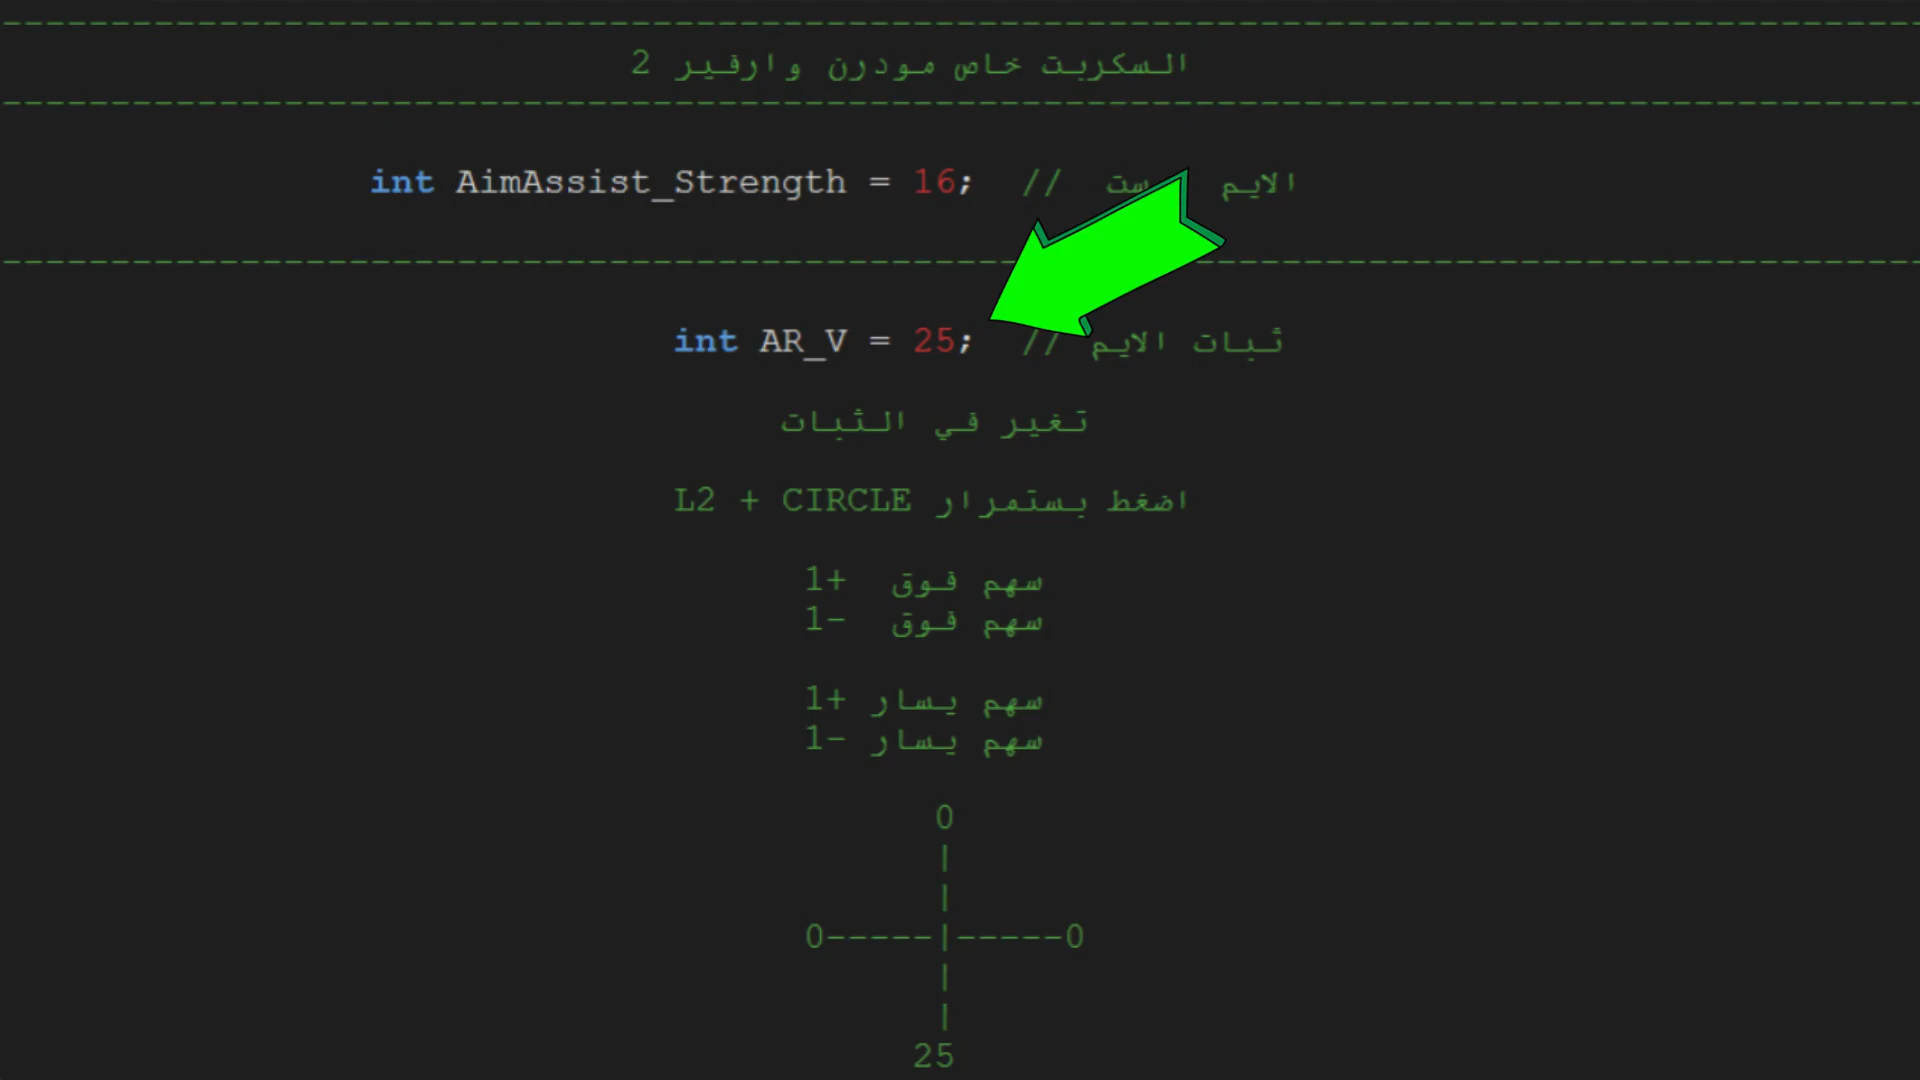 السكربت خاص مودرن وارفير 2
int AimAssist_Strength = 16; // الايم
int AR_V = 25; // ثبات الايم
تغير في الثبات
اضغط بستمرار L2 + CIRCLE
سهم فوق +1
سهم فوق -1
سهم يسار +1
سهم يسار -1
0
0-----|-----0
25